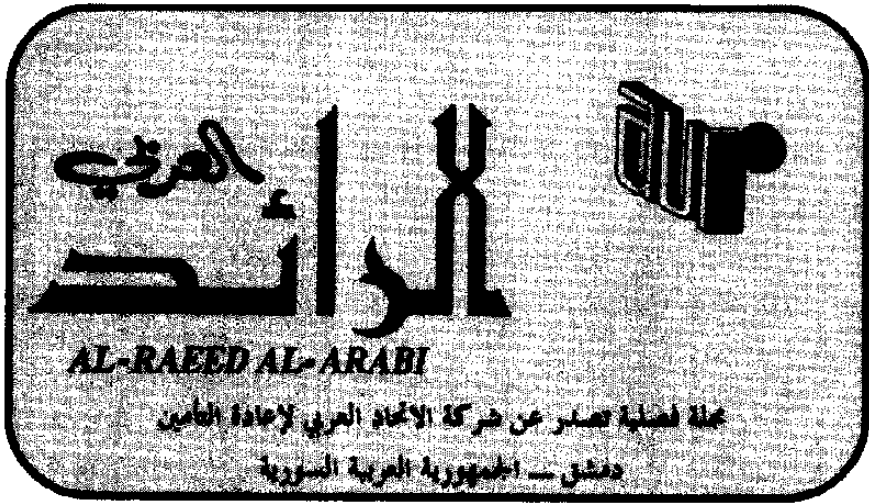 الرائد
العربي
AL-RAEED AL-ARABI
مجلة فصلية تصدر عن شركة الاتحاد العربي لإعادة التأمين
دمشق — الجمهورية العربية السورية